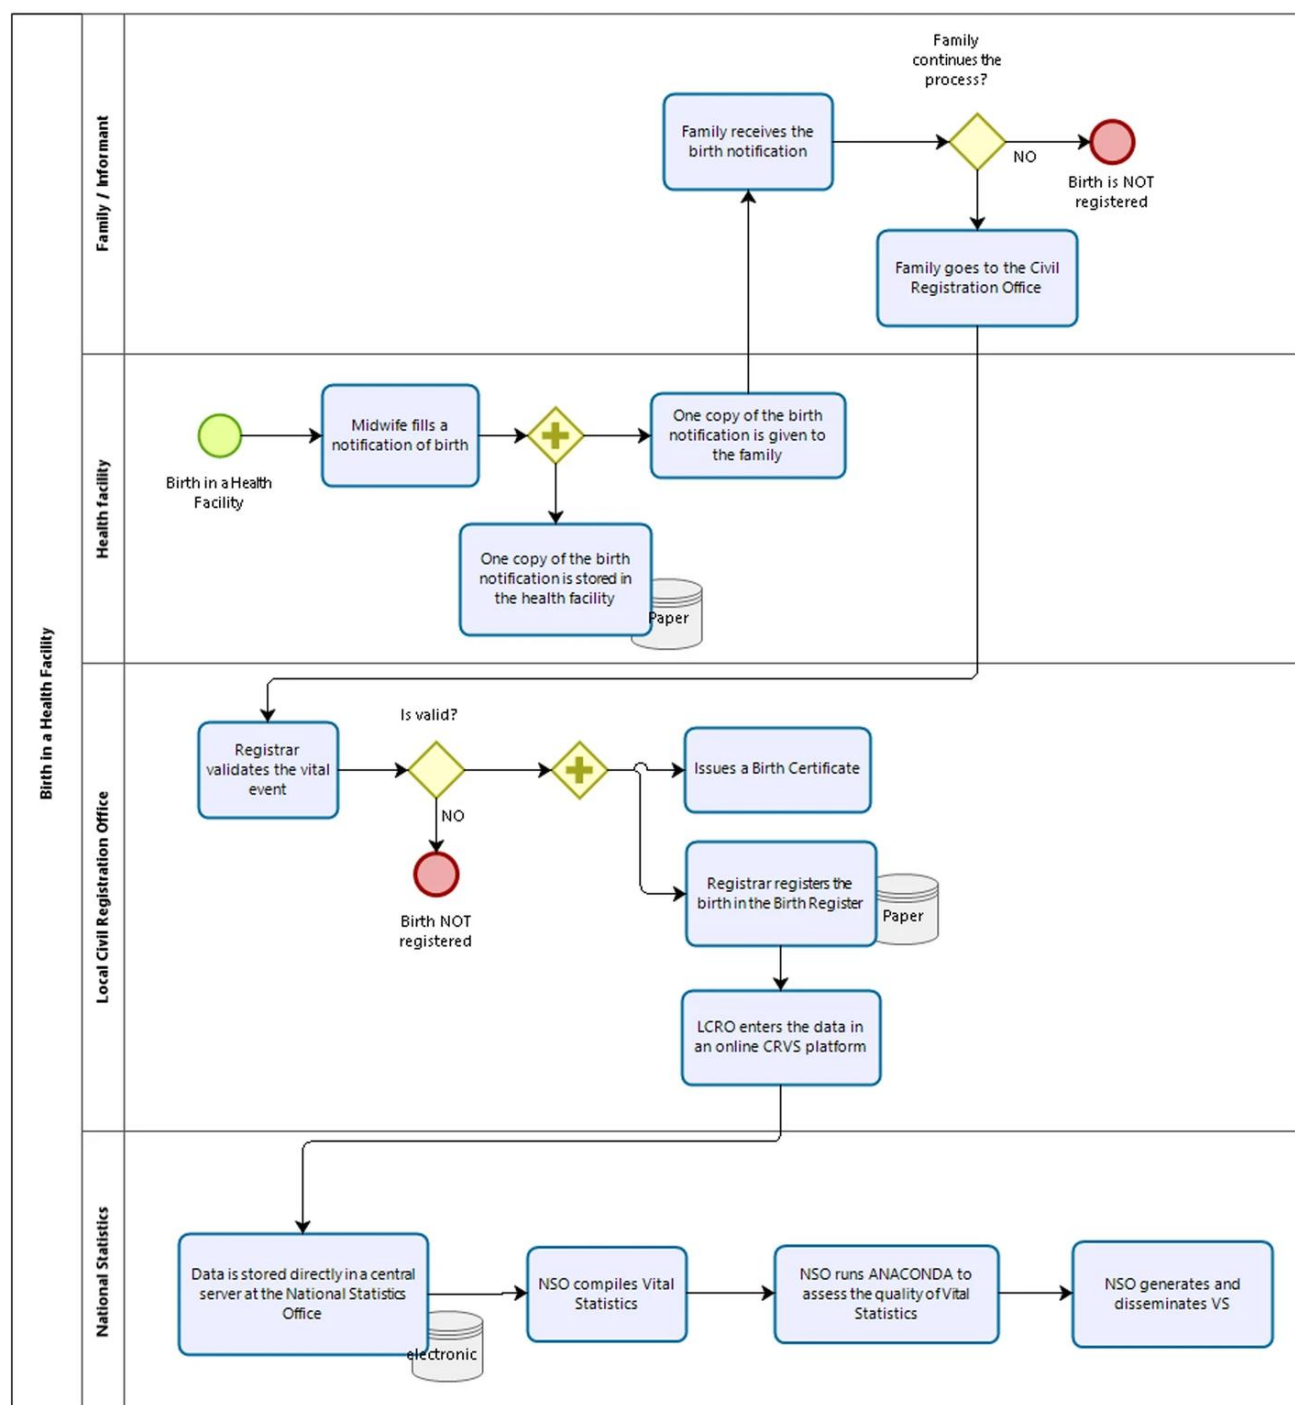 Birth in a Health Facility
Family / Informant
Family
continues the
process?
Family receives the
birth notification
NO
Birth is NOT
registered
Family goes to the Civil
Registration Office
Health facility
Birth in a Health
Facility
Midwife fills a
notification of birth
One copy of the birth
notification is given to
the family
One copy of the birth
notification is stored in
the health facility
Paper
Local Civil Registration Office
Registrar
validates the vital
event
Is valid?
NO
Birth NOT
registered
Issues a Birth Certificate
Registrar registers the
birth in the Birth Register
Paper
LCRO enters the data in
an online CRVS platform
National Statistics
Data is stored directly in a central
server at the National Statistics
Office
electronic
NSO compiles Vital
Statistics
NSO runs ANACONDA to
assess the quality of Vital
Statistics
NSO generates and
disseminates VS